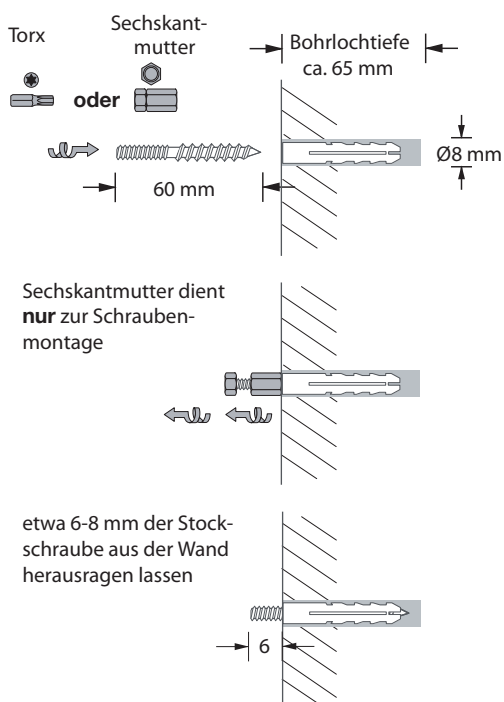 Torx
Sechskant-
mutter
oder
Bohrlochtiefe
ca. 65 mm
Ø8 mm
60 mm
Sechskantmutter dient
nur zur Schrauben-
montage
etwa 6-8 mm der Stock-
schraube aus der Wand
herausragen lassen
6